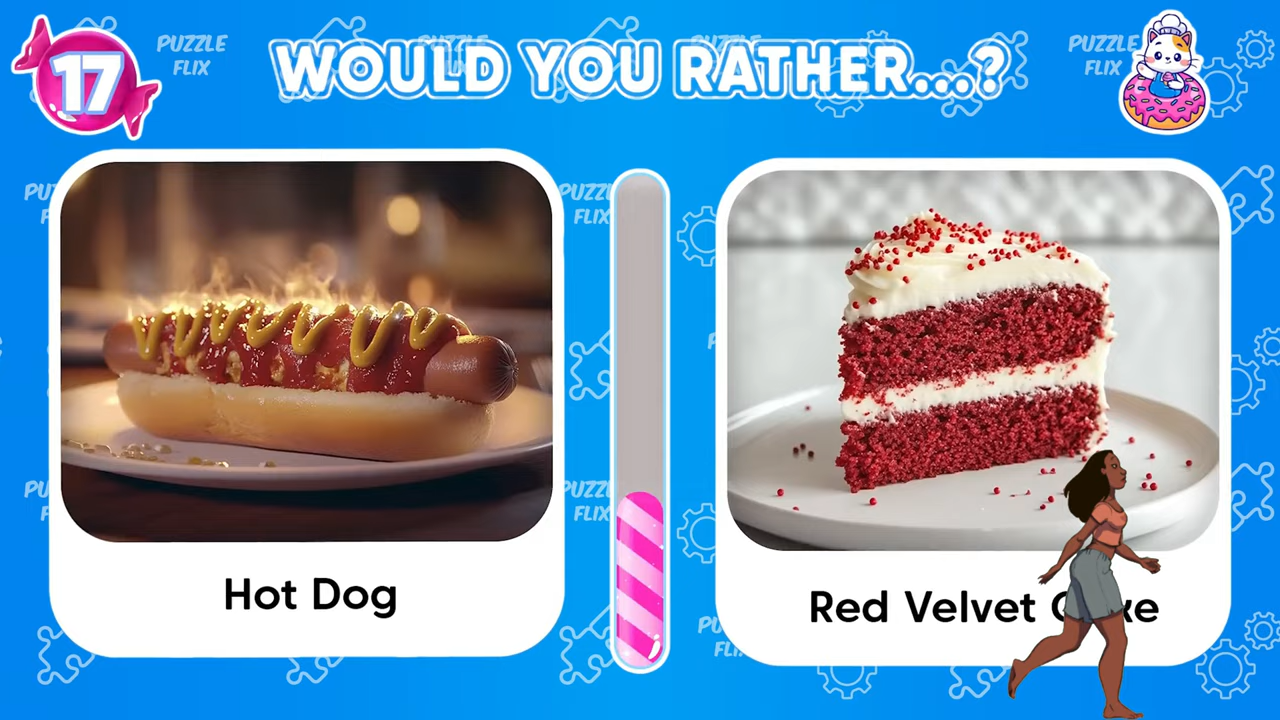 17
PUZZLE
FLIX
WOULD YOU RATHER...?
PUZZLE
FLIX
Hot Dog
Red Velvet